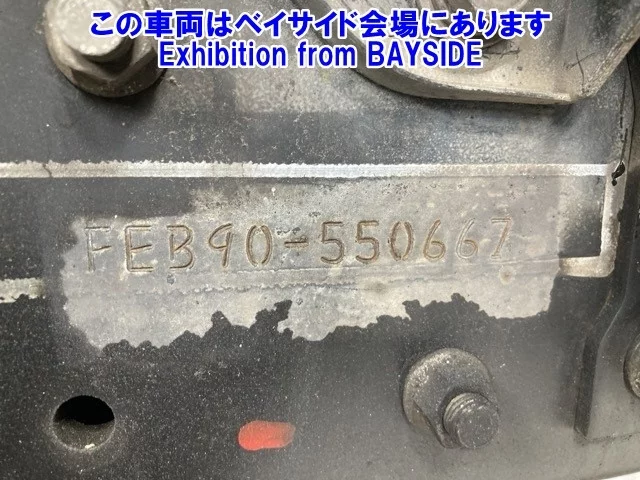 この車両はベイサイド会場にあります
Exhibition from BAYSIDE
FEB90-550667